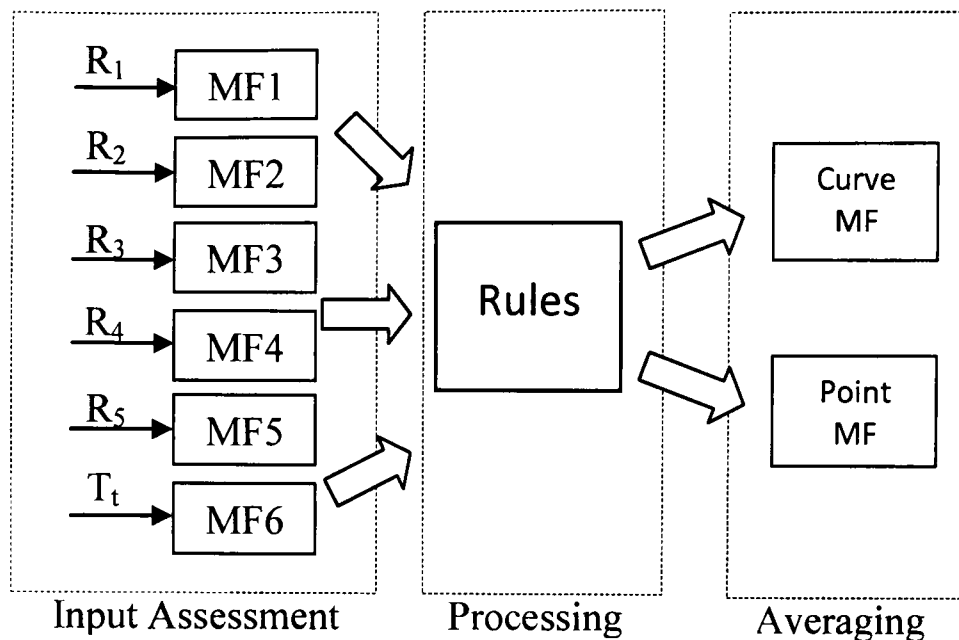 R₁
MF1
R₂
MF2
R₃
MF3
R₄
MF4
R₅
MF5
Tₜ
MF6
Rules
Curve
MF
Point
MF
Input Assessment
Processing
Averaging